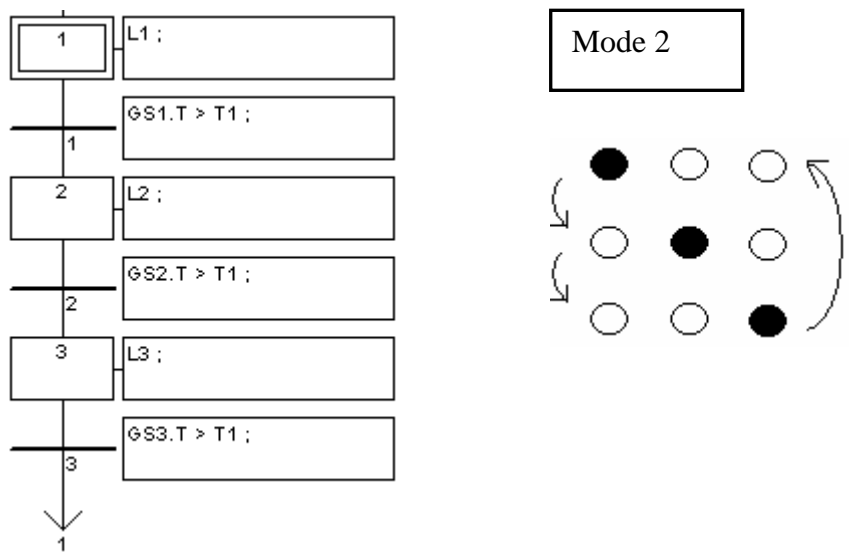 1
L1 ;
GS1.T > T1 ;
1
2
L2 ;
GS2.T > T1 ;
2
3
L3 ;
GS3.T > T1 ;
3
1
Mode 2